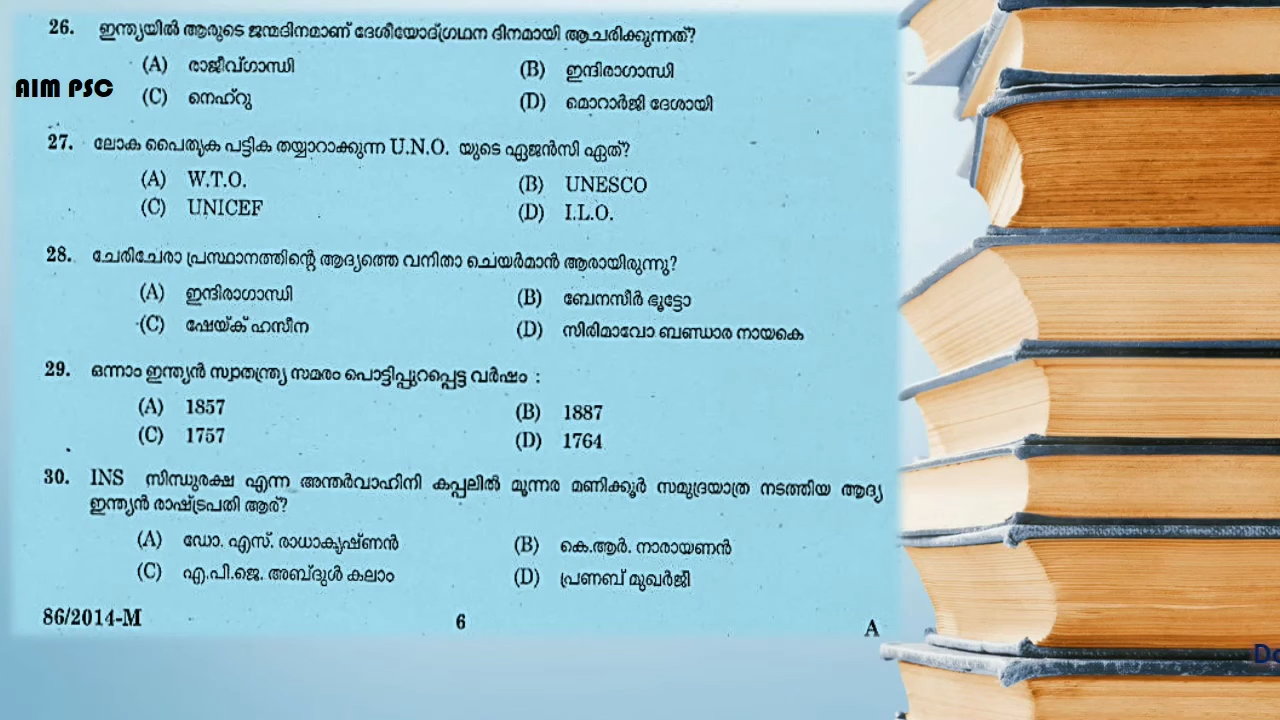 26. ഇന്ത്യയിൽ ആരുടെ ജന്മദിനമാണ് ദേശീയോദ്ഗ്രഥന ദിനമായി ആചരിക്കുന്നത്?
(A) രാജീവ്ഗാന്ധി (B) ഇന്ദിരാഗാന്ധി
AIM PSC
(C) നെഹ്റു (D) മൊറാർജി ദേശായി
27. ലോക പൈതൃക പട്ടിക തയ്യാറാക്കുന്ന U.N.O. യുടെ ഏജൻസി ഏത്?
(A) W.T.O. (B) UNESCO
(C) UNICEF (D) I.L.O.
28. ചേരിചേരാ പ്രസ്ഥാനത്തിന്റെ ആദ്യത്തെ വനിതാ ചെയർമാൻ ആരായിരുന്നു?
(A) ഇന്ദിരാഗാന്ധി (B) ബേനസീർ ഭൂട്ടോ
(C) ഷേയ്ക് ഹസീന (D) സിരിമാവോ ബണ്ഡാര നായകെ
29. ഒന്നാം ഇന്ത്യൻ സ്വാതന്ത്ര്യ സമരം പൊട്ടിപ്പുറപ്പെട്ട വർഷം :
(A) 1857 (B) 1887
(C) 1757 (D) 1764
30. INS സിന്ധുരക്ഷ എന്ന അന്തർവാഹിനി കപ്പലിൽ മൂന്നര മണിക്കൂർ സമുദ്രയാത്ര നടത്തിയ ആദ്യ
ഇന്ത്യൻ രാഷ്ട്രപതി ആര്?
(A) ഡോ. എസ്. രാധാകൃഷ്ണൻ (B) കെ.ആർ. നാരായണൻ
(C) എ.പി.ജെ. അബ്ദുൾ കലാം (D) പ്രണബ് മുഖർജി
86/2014-M 6 A